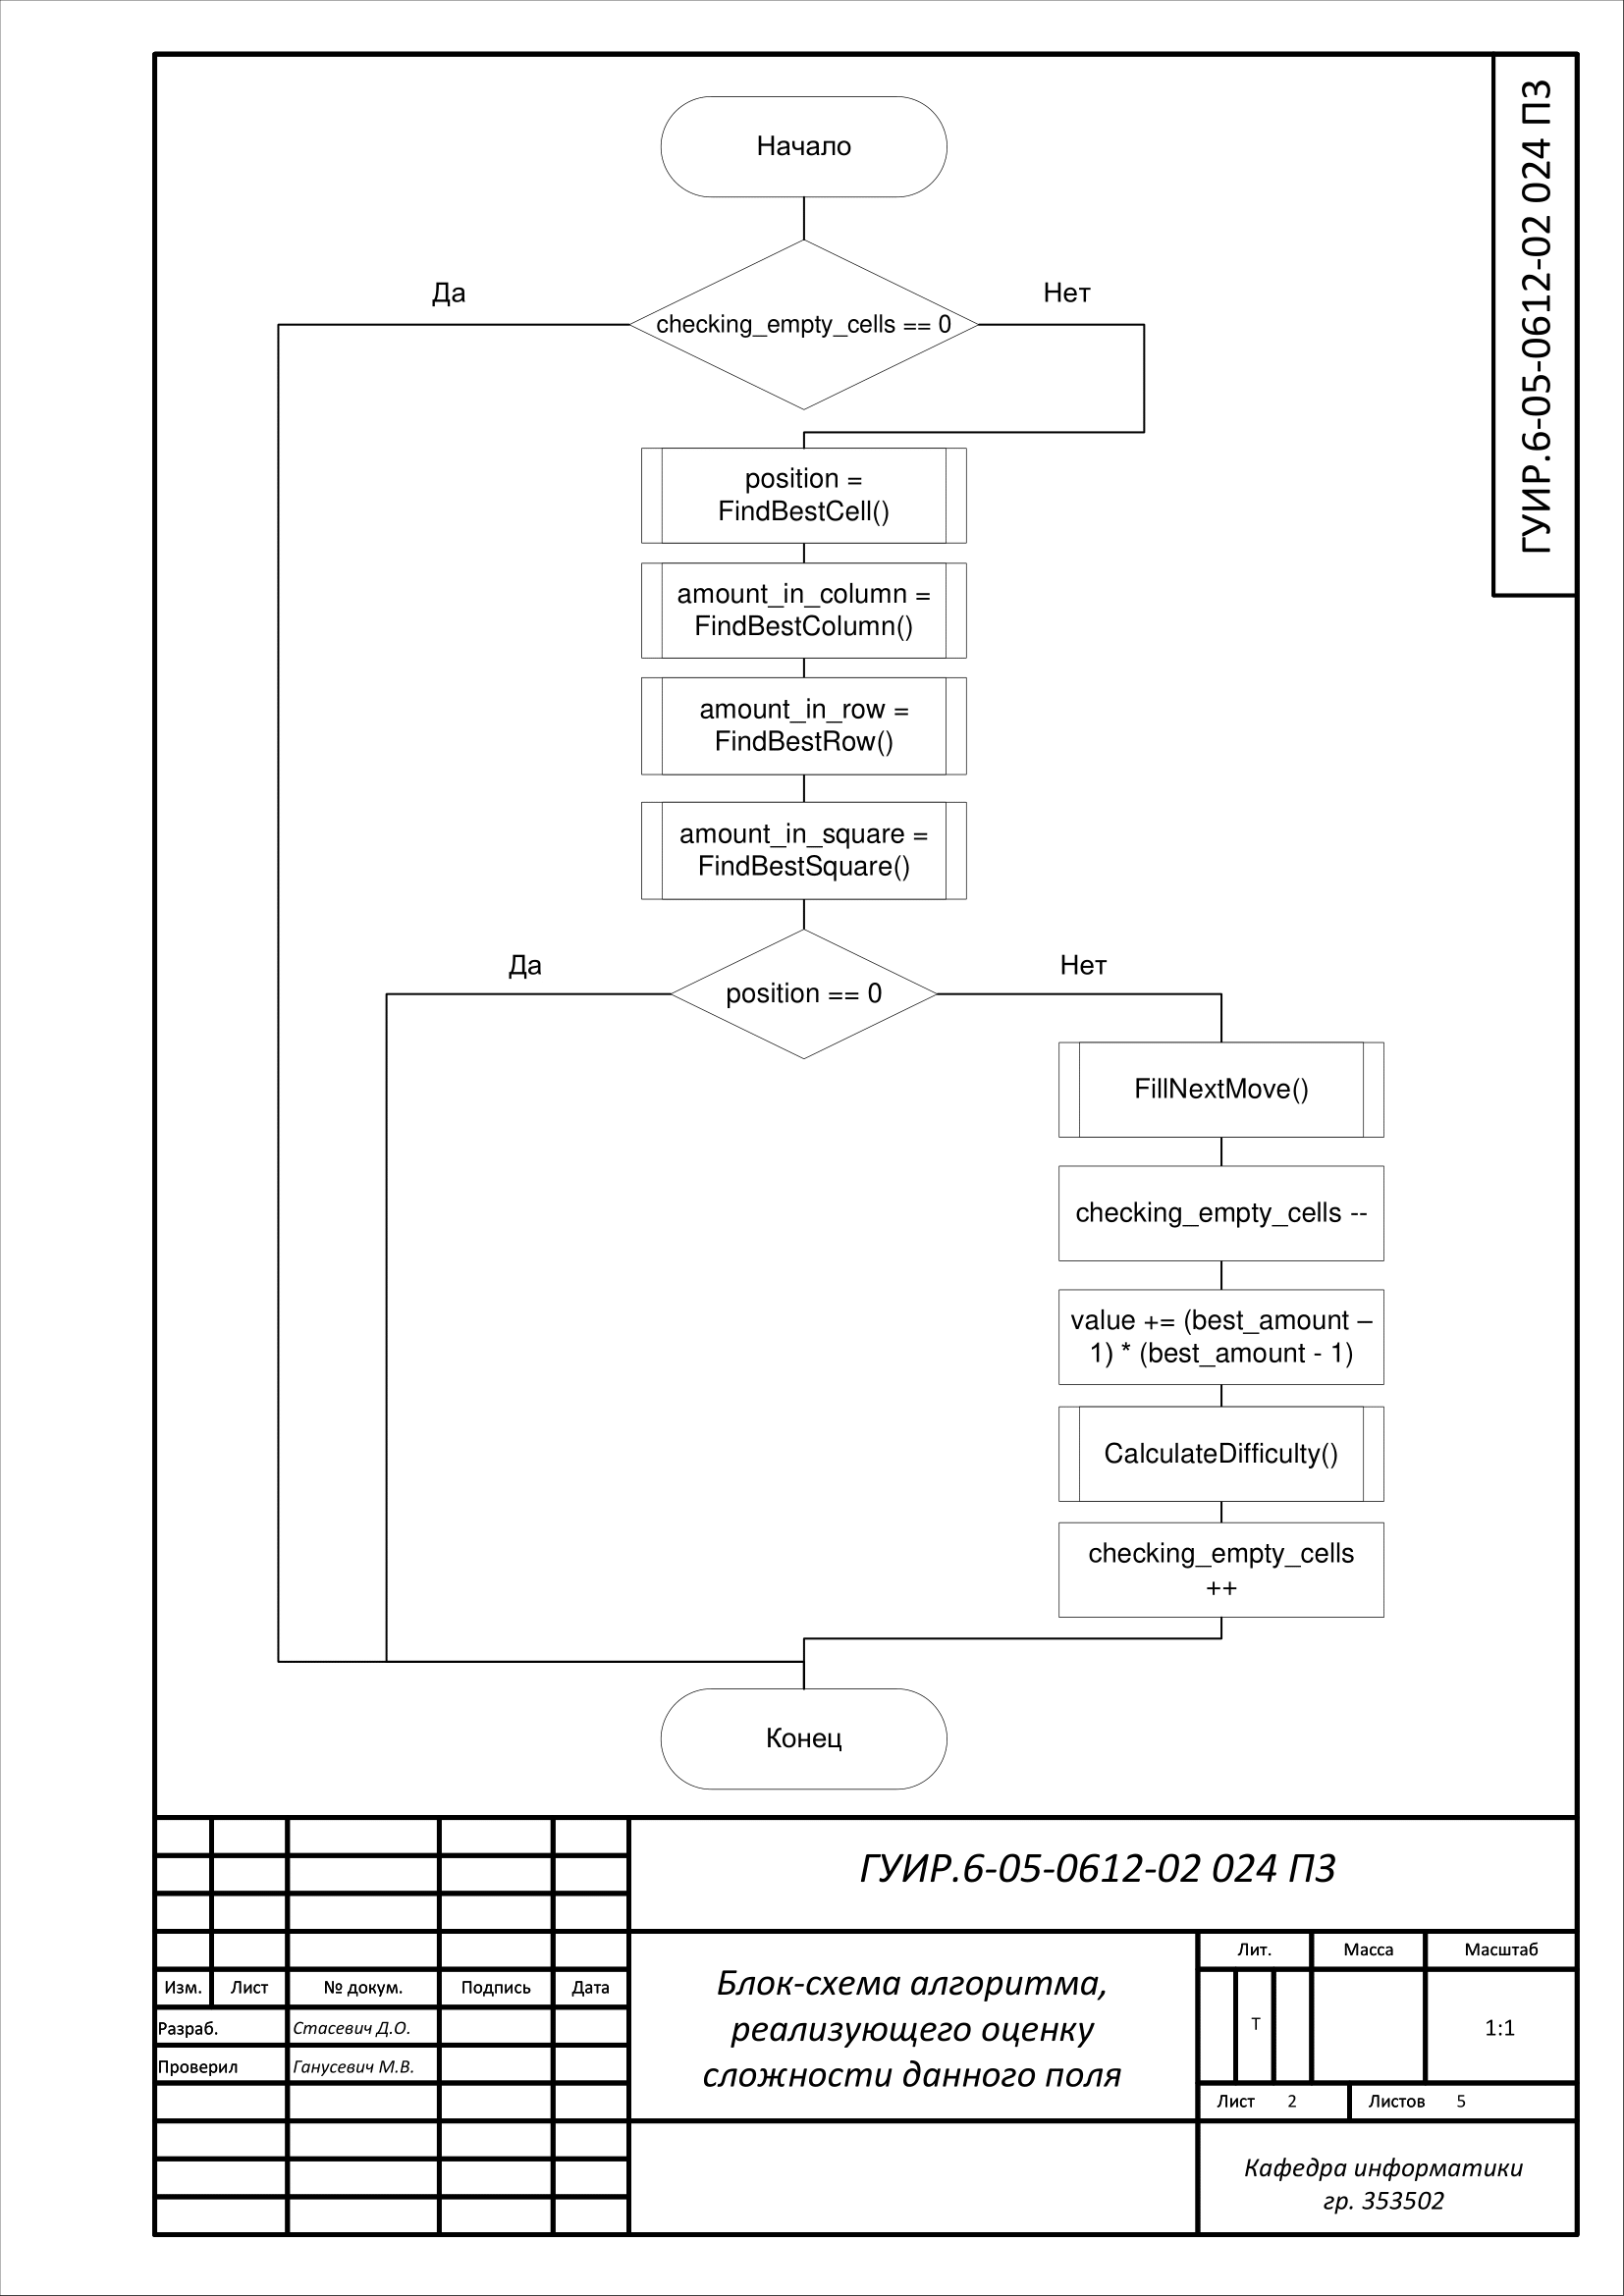 ГУИР.6-05-0612-02 024 ПЗ
Начало
Да
Нет
checking_empty_cells == 0
position =
FindBestCell()
amount_in_column =
FindBestColumn()
amount_in_row =
FindBestRow()
amount_in_square =
FindBestSquare()
Да
Нет
position == 0
FillNextMove()
checking_empty_cells --
value += (best_amount –
1) * (best_amount - 1)
CalculateDifficulty()
checking_empty_cells
++
Конец
ГУИР.6-05-0612-02 024 ПЗ
Изм. Лист № докум. Подпись Дата
Разраб. Стасевич Д.О.
Проверил Ганусевич М.В.
Блок-схема алгоритма,
реализующего оценку
сложности данного поля
Лит. Масса Масштаб
Т 1:1
Лист 2 Листов 5
Кафедра информатики
гр. 353502